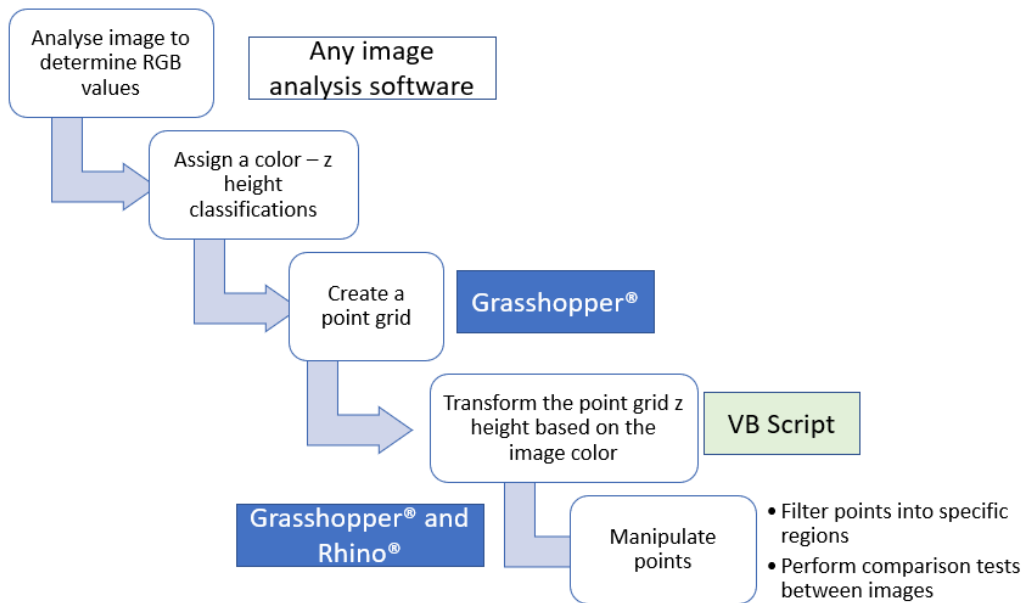 Analyse image to
determine RGB
values
Any image
analysis software
Assign a color – z
height
classifications
Create a
point grid
Grasshopper®
Transform the point grid z
height based on the
image color
VB Script
Grasshopper® and
Rhino®
Manipulate
points
• Filter points into specific
regions
• Perform comparison tests
between images